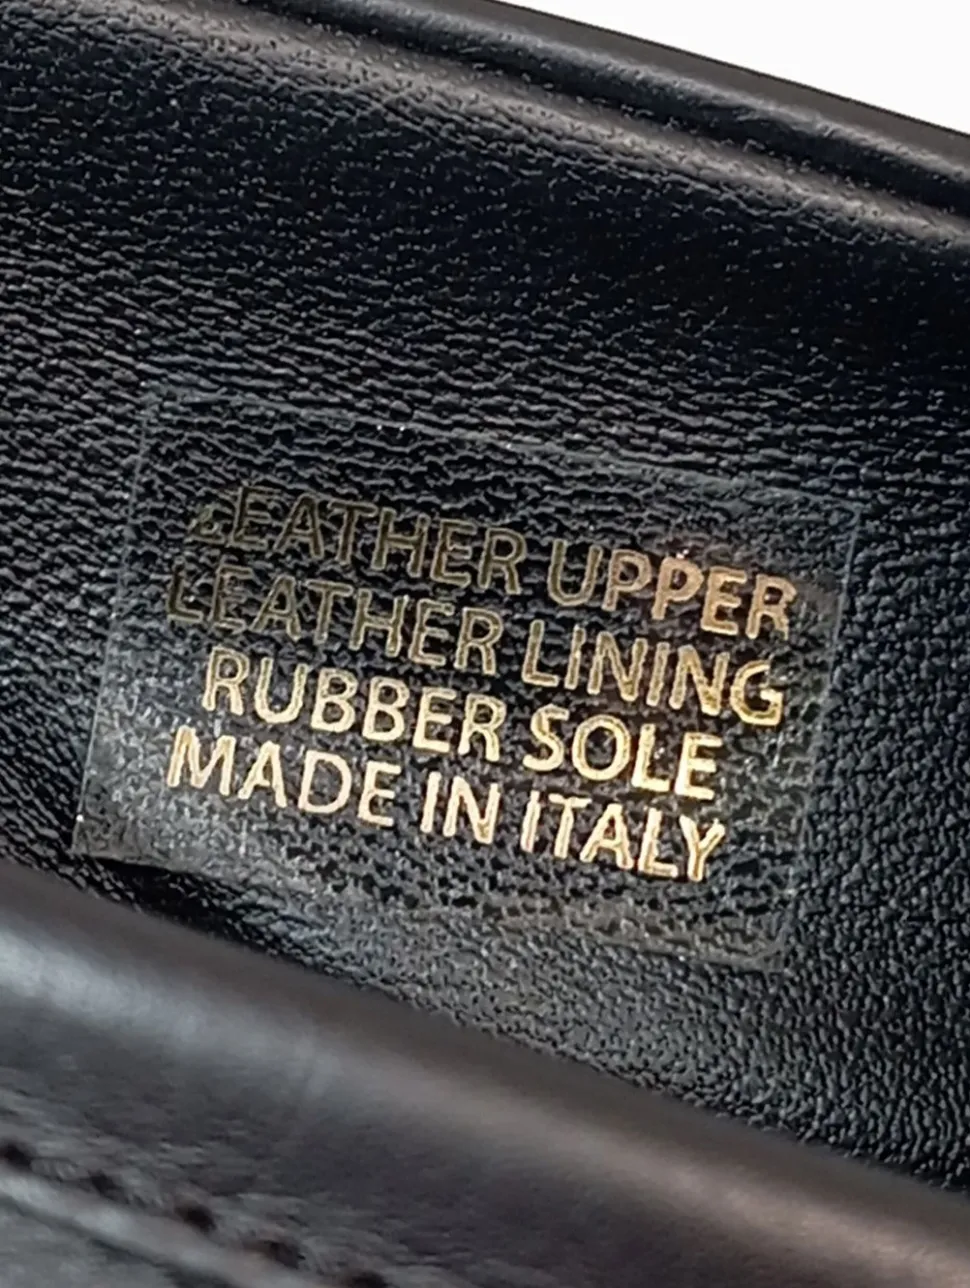 LEATHER UPPER
LEATHER LINING
RUBBER SOLE
MADE IN ITALY